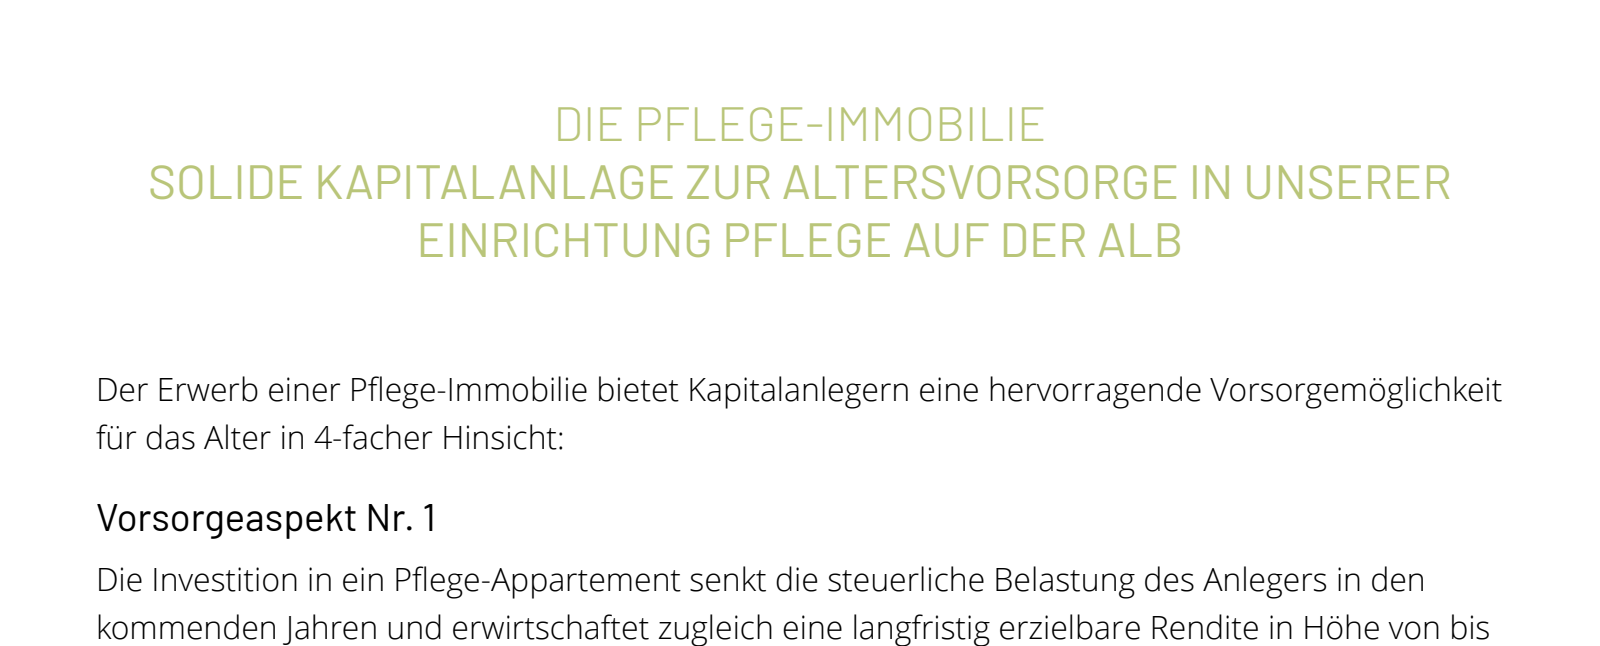 DIE PFLEGE-IMMOBILIE
SOLIDE KAPITALANLAGE ZUR ALTERSVORSORGE IN UNSERER
EINRICHTUNG PFLEGE AUF DER ALB
Der Erwerb einer Pflege-Immobilie bietet Kapitalanlegern eine hervorragende Vorsorgemöglichkeit
für das Alter in 4-facher Hinsicht:
Vorsorgeaspekt Nr. 1
Die Investition in ein Pflege-Appartement senkt die steuerliche Belastung des Anlegers in den
kommenden Jahren und erwirtschaftet zugleich eine langfristig erzielbare Rendite in Höhe von bis